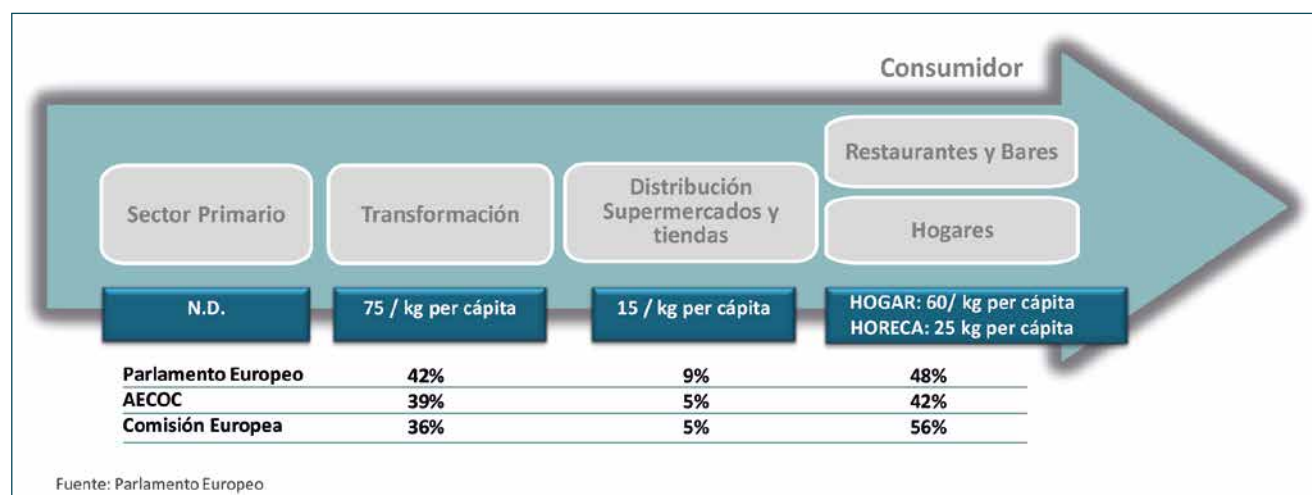 Consumidor
Restaurantes y Bares
Sector Primario
Transformación
Distribución
Supermercados y
tiendas
Hogares
N.D.
75 / kg per cápita
15 / kg per cápita
HOGAR: 60/ kg per cápita
HORECA: 25 kg per cápita
Parlamento Europeo 42% 9% 48%
AECOC 39% 5% 42%
Comisión Europea 36% 5% 56%
Fuente: Parlamento Europeo